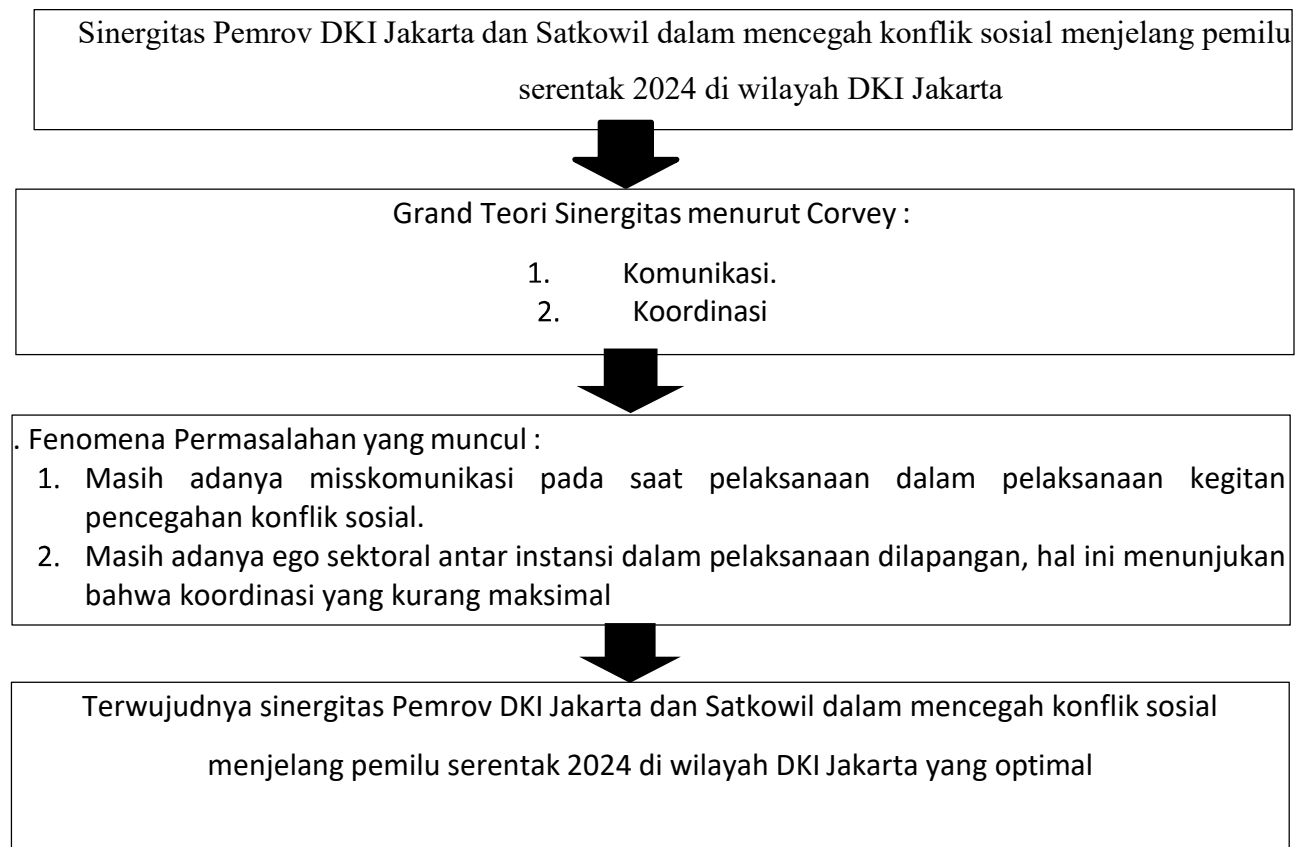 Sinergitas Pemrov DKI Jakarta dan Satkowil dalam mencegah konflik sosial menjelang pemilu
serentak 2024 di wilayah DKI Jakarta
Grand Teori Sinergitas menurut Corvey :
1. Komunikasi.
2. Koordinasi
. Fenomena Permasalahan yang muncul :
1. Masih adanya misskomunikasi pada saat pelaksanaan dalam pelaksanaan kegitan
pencegahan konflik sosial.
2. Masih adanya ego sektoral antar instansi dalam pelaksanaan dilapangan, hal ini menunjukan
bahwa koordinasi yang kurang maksimal
Terwujudnya sinergitas Pemrov DKI Jakarta dan Satkowil dalam mencegah konflik sosial
menjelang pemilu serentak 2024 di wilayah DKI Jakarta yang optimal